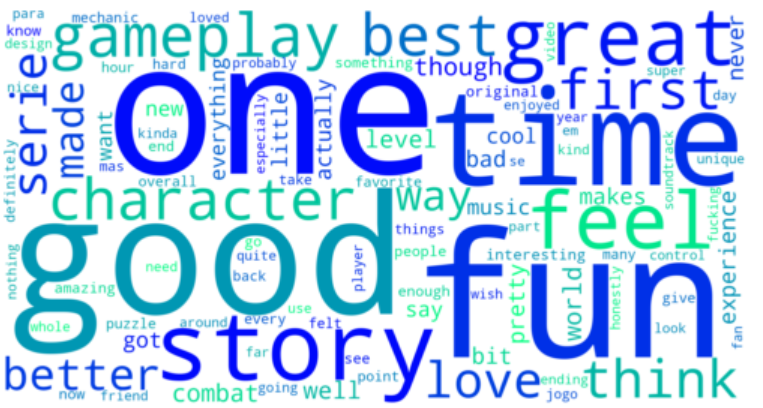 para
mechanic
loved
know
design
gameplay
best
great
video
never
hour
hard
probably
something
though
super
nice
serie
made
everything
original
first
day
enjoyed
one
time
new
kinda
end
want
especially
little
actually
level
cool
year
em
kind
bad
se
unique
mas
overall
take
favorite
definitely
character
way
music
makes
feel
soundtrack
fucking
experience
good
things
part
fun
go
quite
back
player
people
interesting
many
control
nothing
need
amazing
enough
say
wish
pretty
world
honestly
give
look
fan
whole
puzzle
around
every
use
felt
got
story
far
see
bit
better
love
think
point
ending
now
friend
combat
going
well
jogo